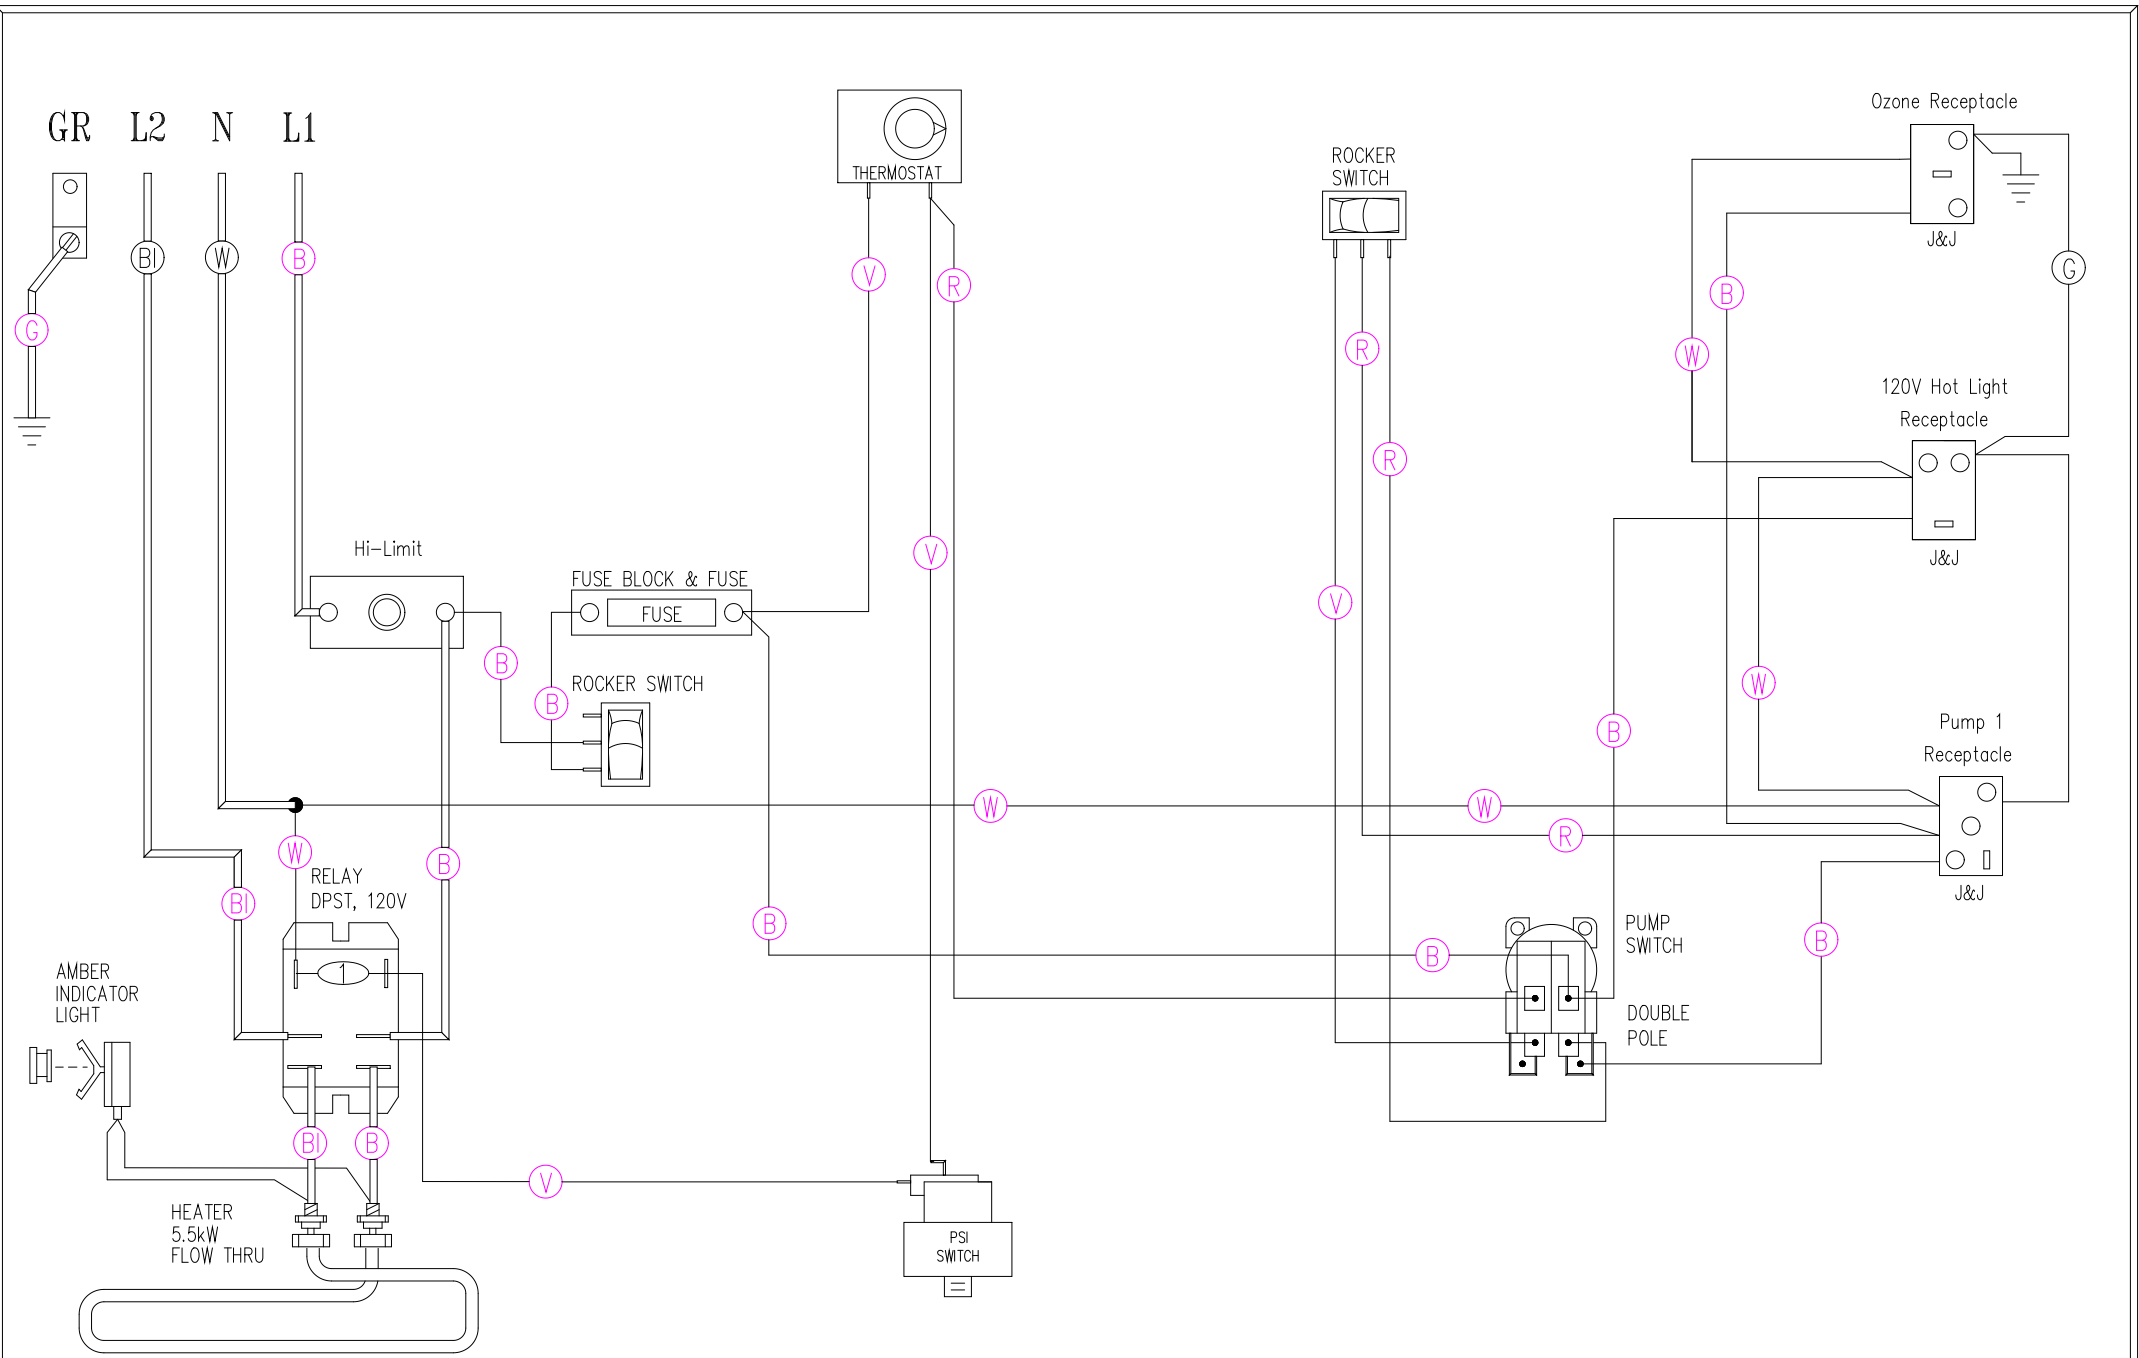 GR L2 N L1
THERMOSTAT
ROCKER
SWITCH
Ozone Receptacle
J&J
Bl W B
V R
G
G
B
R
W
120V Hot Light
Receptacle
J&J
R
Hi-Limit
V
FUSE BLOCK & FUSE
FUSE
V
B
ROCKER SWITCH
B
W
B
Pump 1
Receptacle
J&J
W W
R
W
B
RELAY
DPST, 120V
Bl
B
B
PUMP
SWITCH
B
1
AMBER
INDICATOR
LIGHT
DOUBLE
POLE
Bl B
V
HEATER
5.5kW
FLOW THRU
PSI
SWITCH